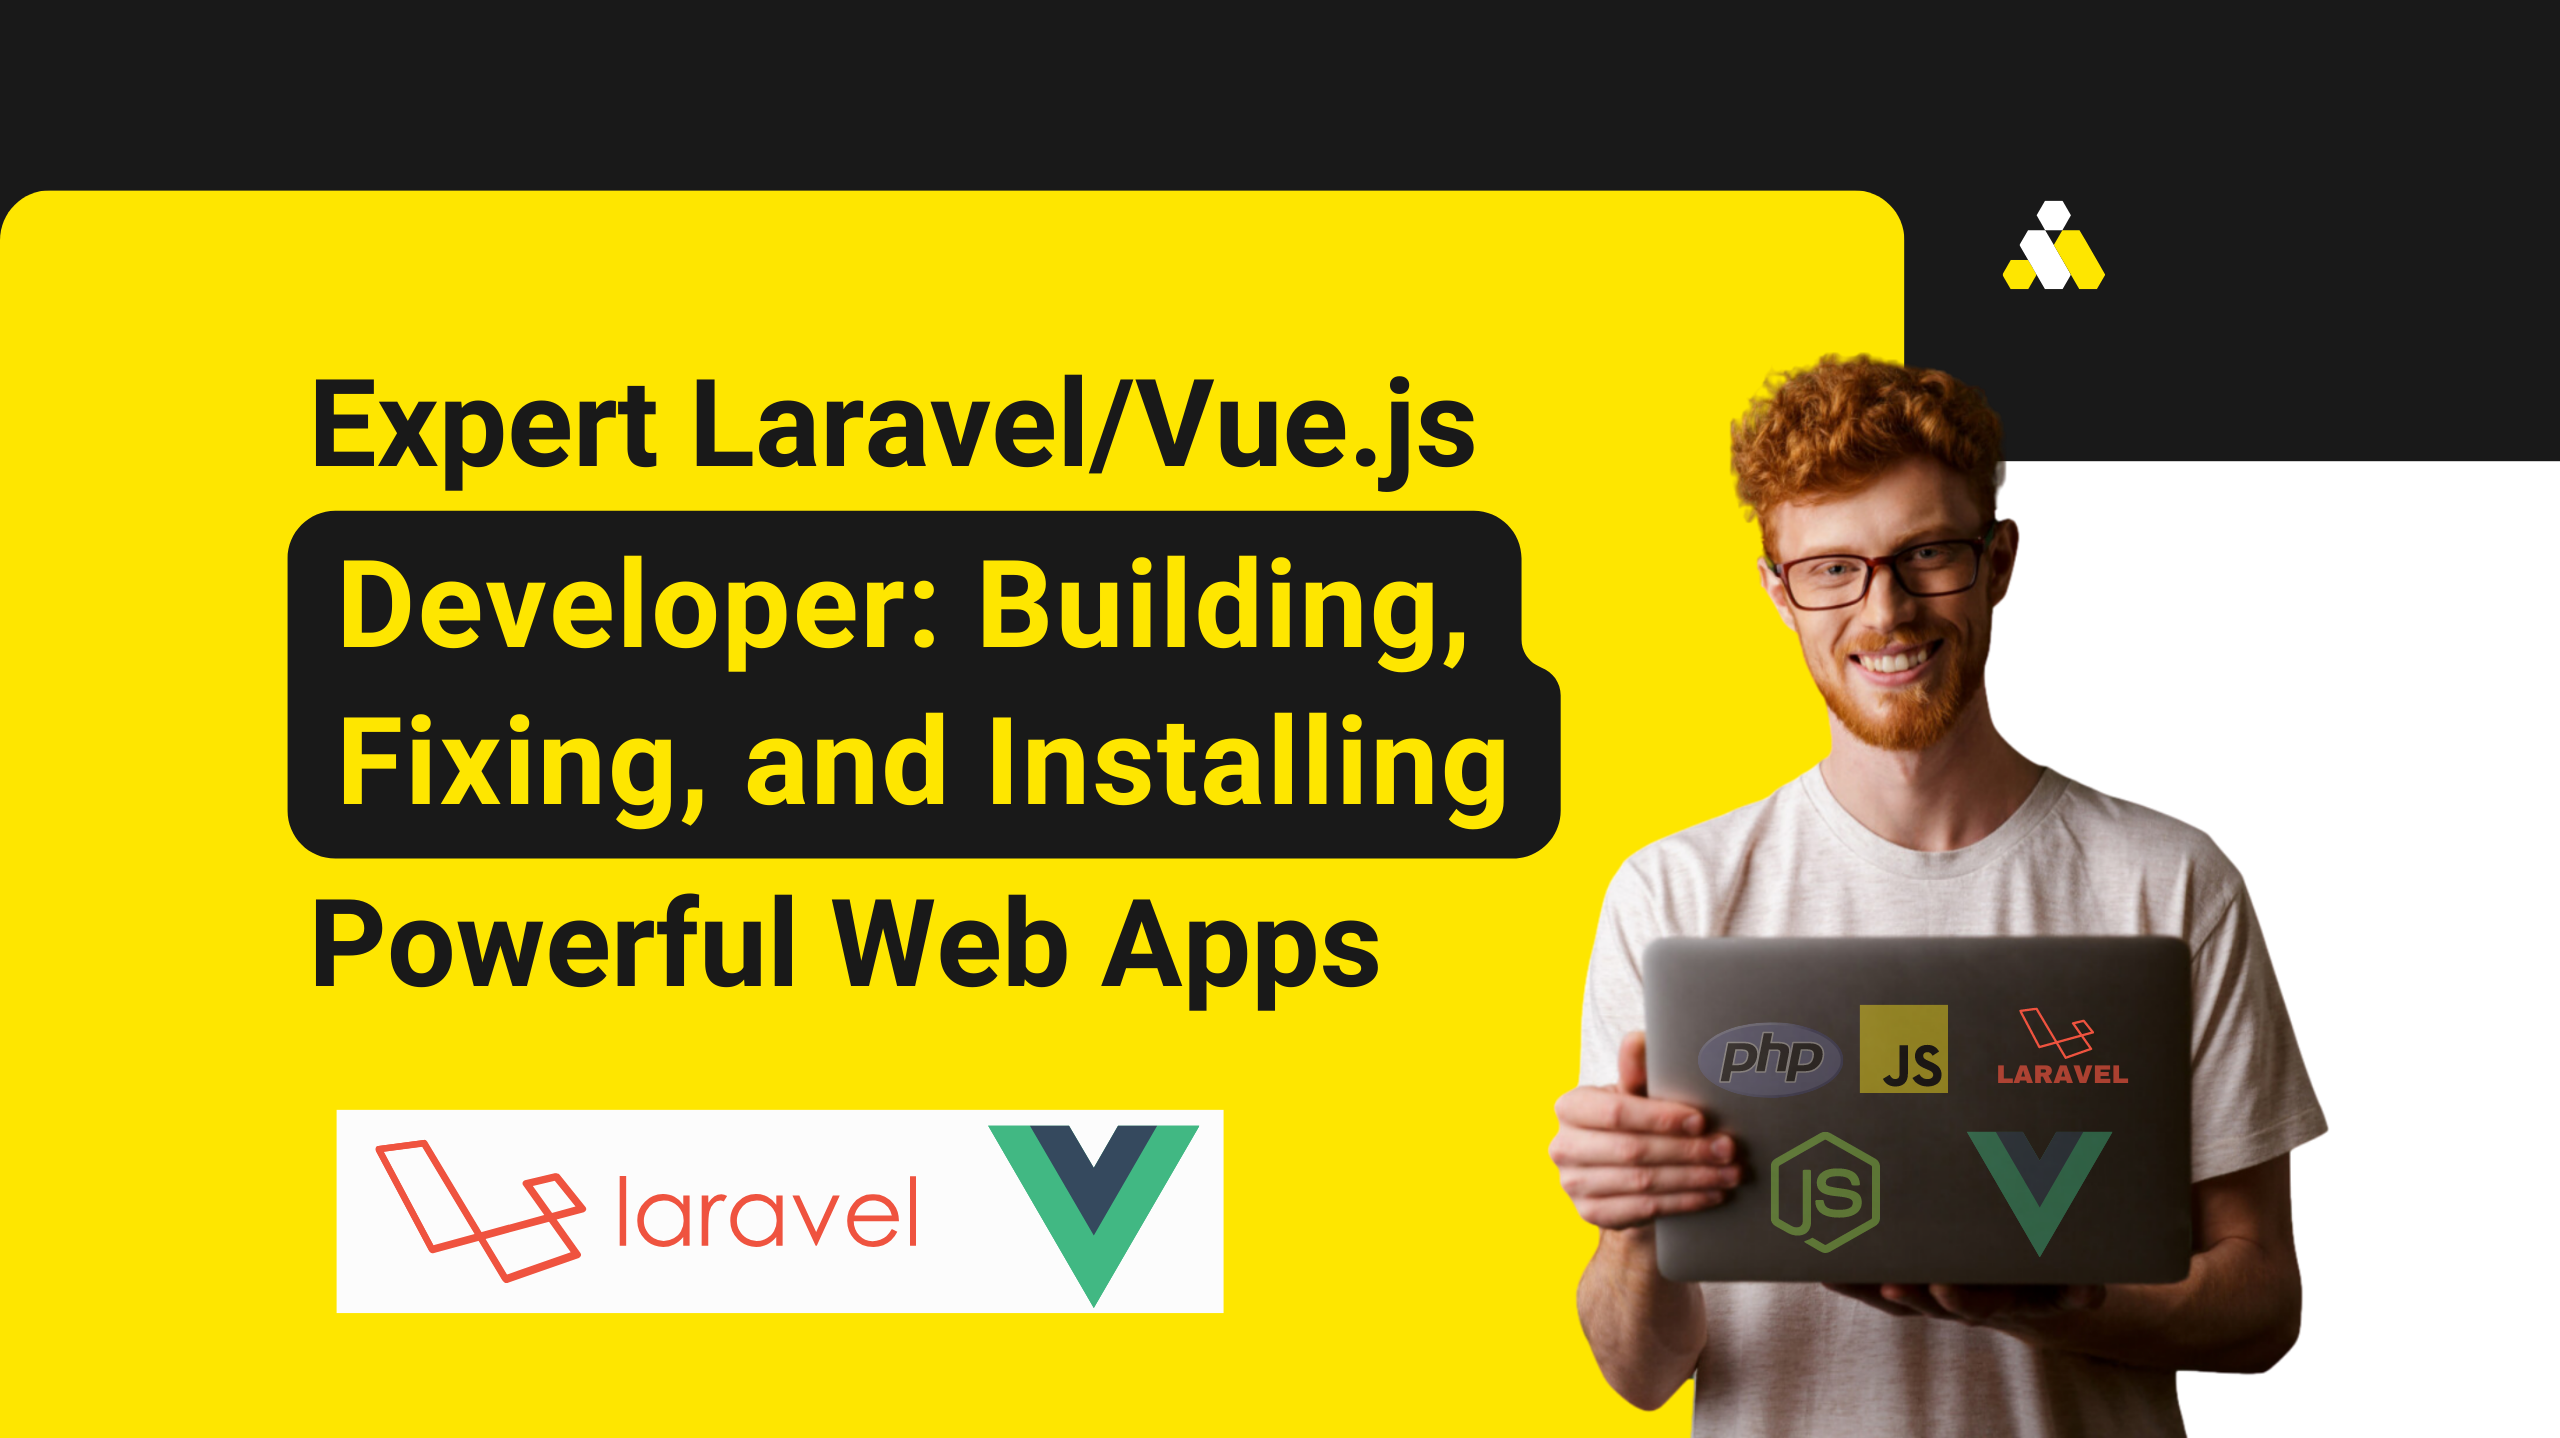 Expert Laravel/Vue.js
Developer: Building,
Fixing, and Installing
Powerful Web Apps
php
JS
LARAVEL
JS
laravel